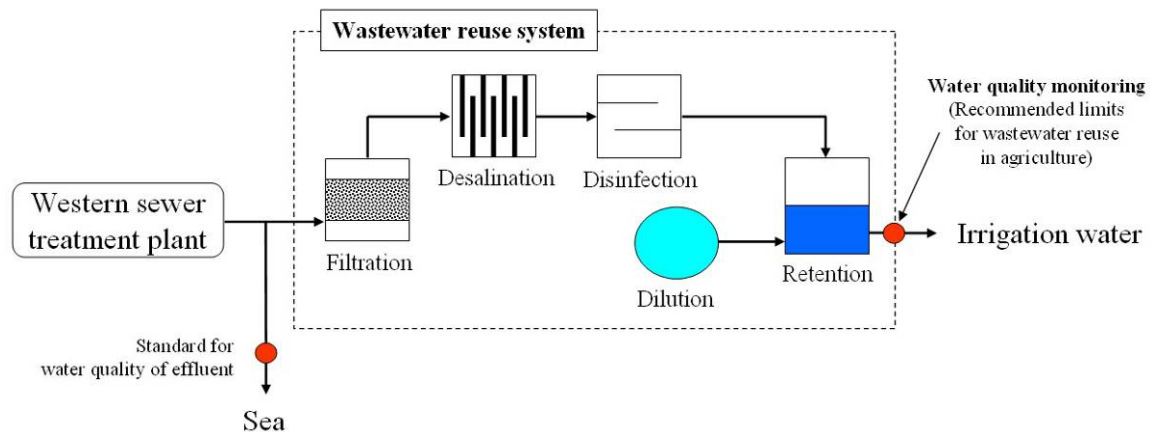 Wastewater reuse system
Water quality monitoring
(Recommended limits
for wastewater reuse
in agriculture)
Desalination
Disinfection
Western sewer
treatment plant
Filtration
Dilution
Retention
Irrigation water
Standard for
water quality of effluent
Sea